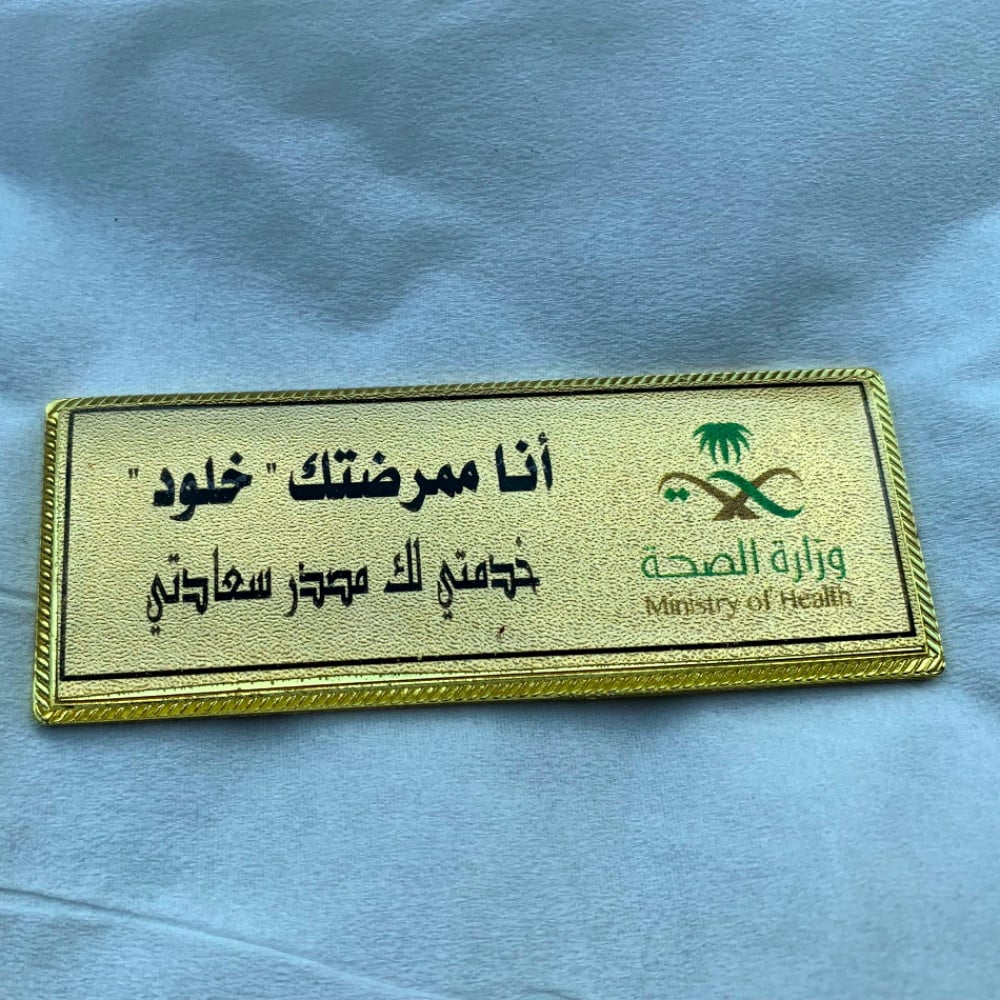 أنا ممرضتك " خلود "
خدمتي لك مصدر سعادتي
وزارة الصحة
Ministry of Health